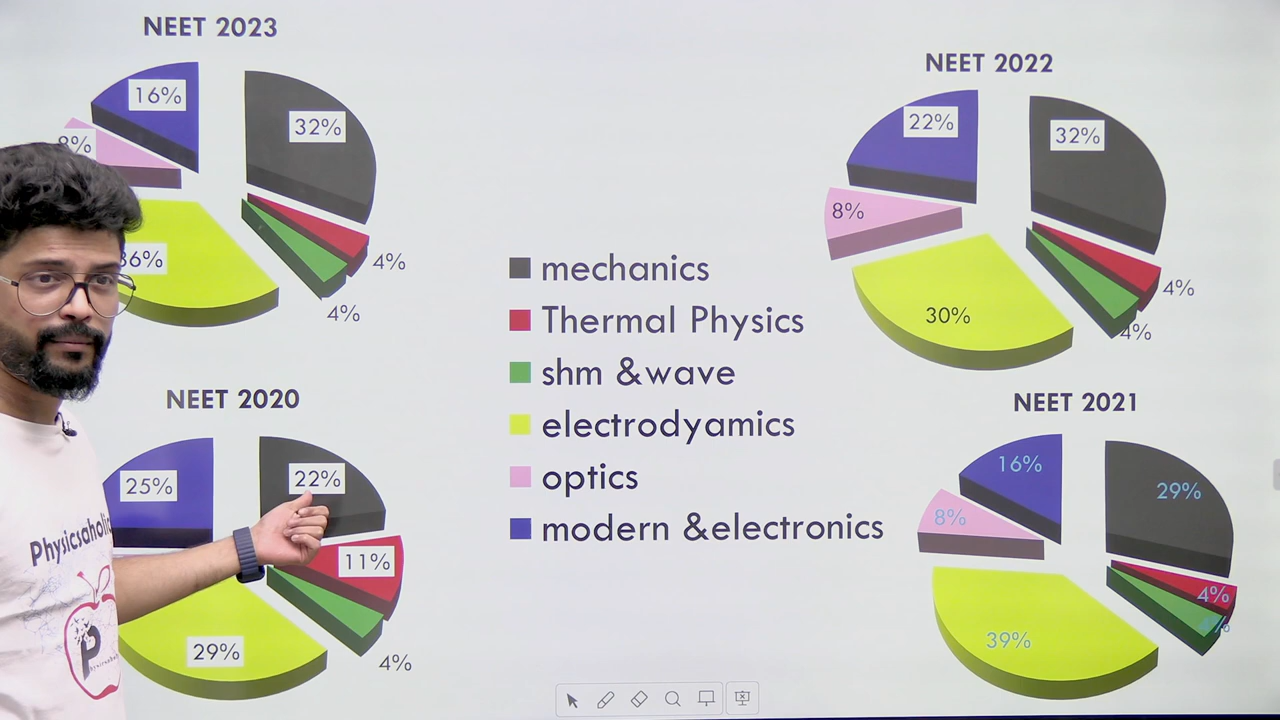 NEET 2023
16%
32%
8%
36%
4%
4%
NEET 2022
22%
32%
8%
30%
4%
4%
mechanics
Thermal Physics
shm &wave
electrodyamics
optics
modern &electronics
NEET 2020
25%
22%
11%
29%
4%
NEET 2021
16%
29%
8%
39%
4%
4%
P